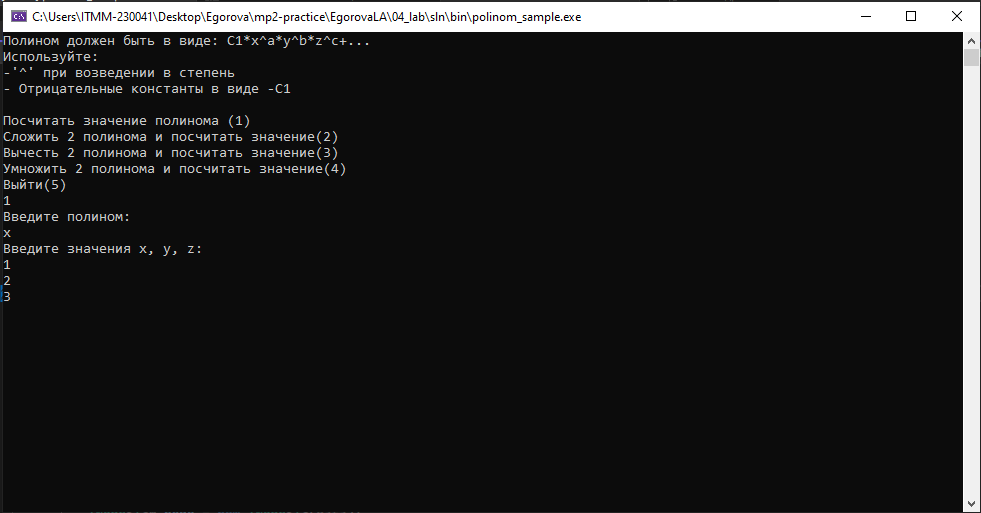 C:\Users\ITMM-230041\Desktop\Egorova\mp2-practice\EgorovaLA\04_lab\sln\bin\polinom_sample.exe
Полином должен быть в виде: C1*x^a*y^b*z^c+...
Используйте:
-'^' при возведении в степень
- Отрицательные константы в виде -C1
Посчитать значение полинома (1)
Сложить 2 полинома и посчитать значение(2)
Вычесть 2 полинома и посчитать значение(3)
Умножить 2 полинома и посчитать значение(4)
Выйти(5)
1
Введите полином:
x
Введите значения x, y, z:
1
2
3